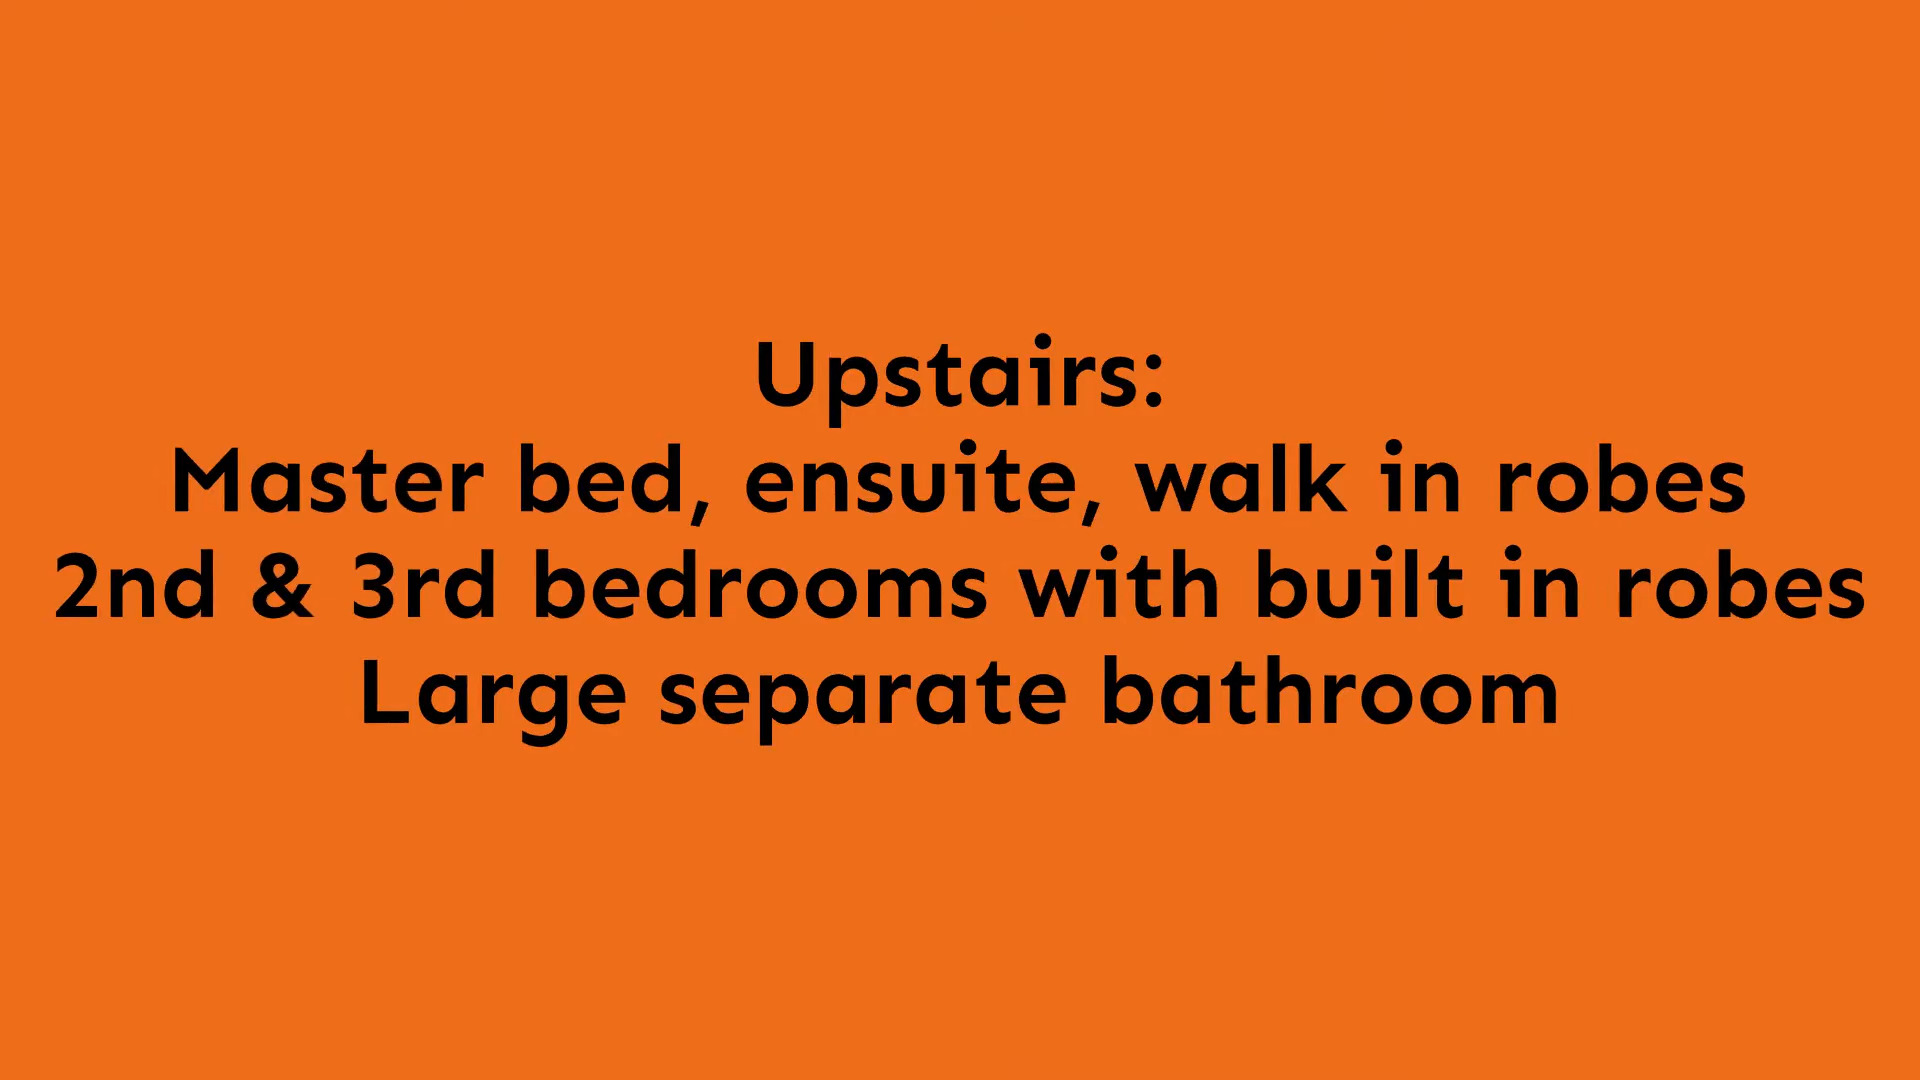 Upstairs:
Master bed, ensuite, walk in robes
2nd & 3rd bedrooms with built in robes
Large separate bathroom